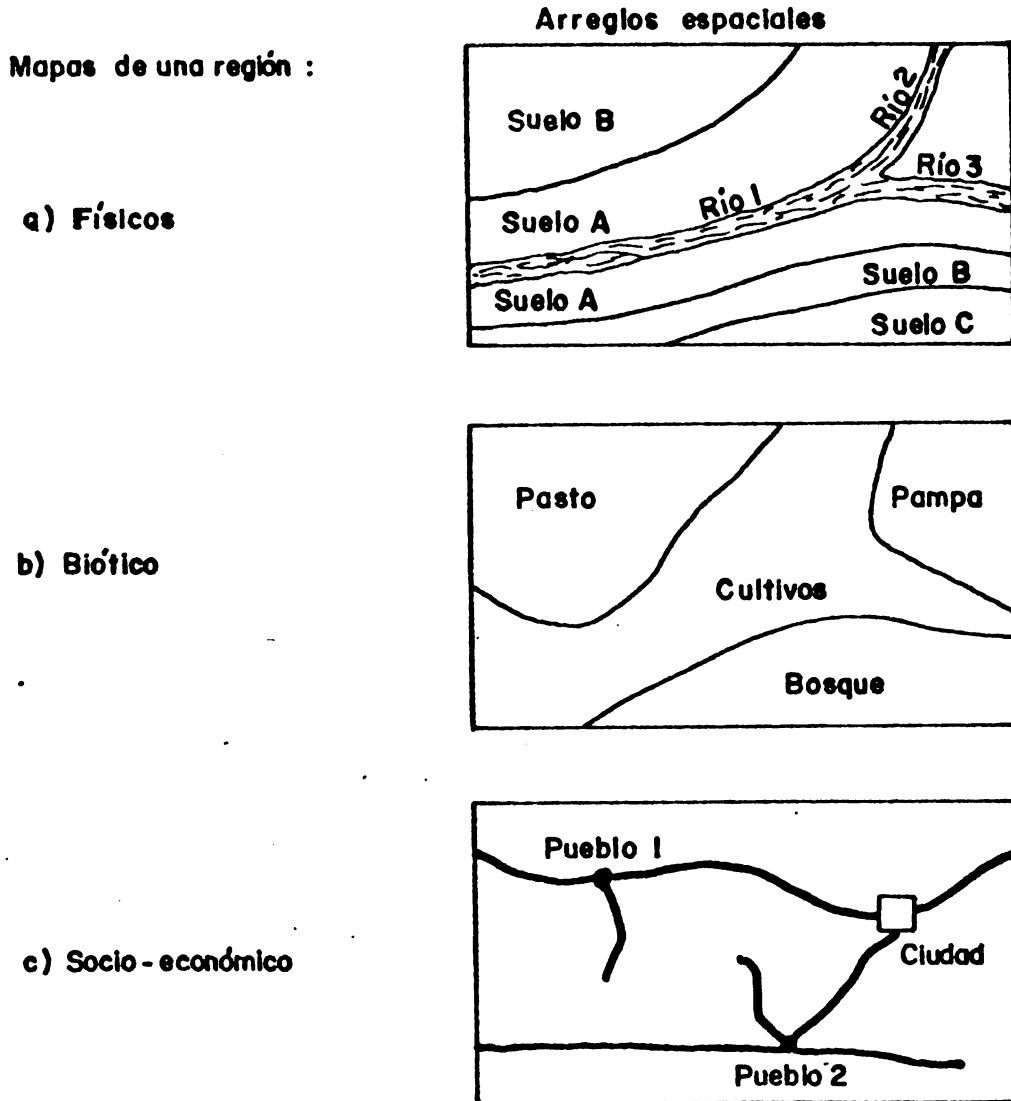 Arreglos espaciales
Mapas de una región :
a) Físicos
Suelo B
Río 2
Río 3
Río 1
Suelo A
Suelo A
Suelo B
Suelo C
b) Biótico
Pasto
Pampa
Cultivos
Bosque
c) Socio-económico
Pueblo 1
Ciudad
Pueblo 2